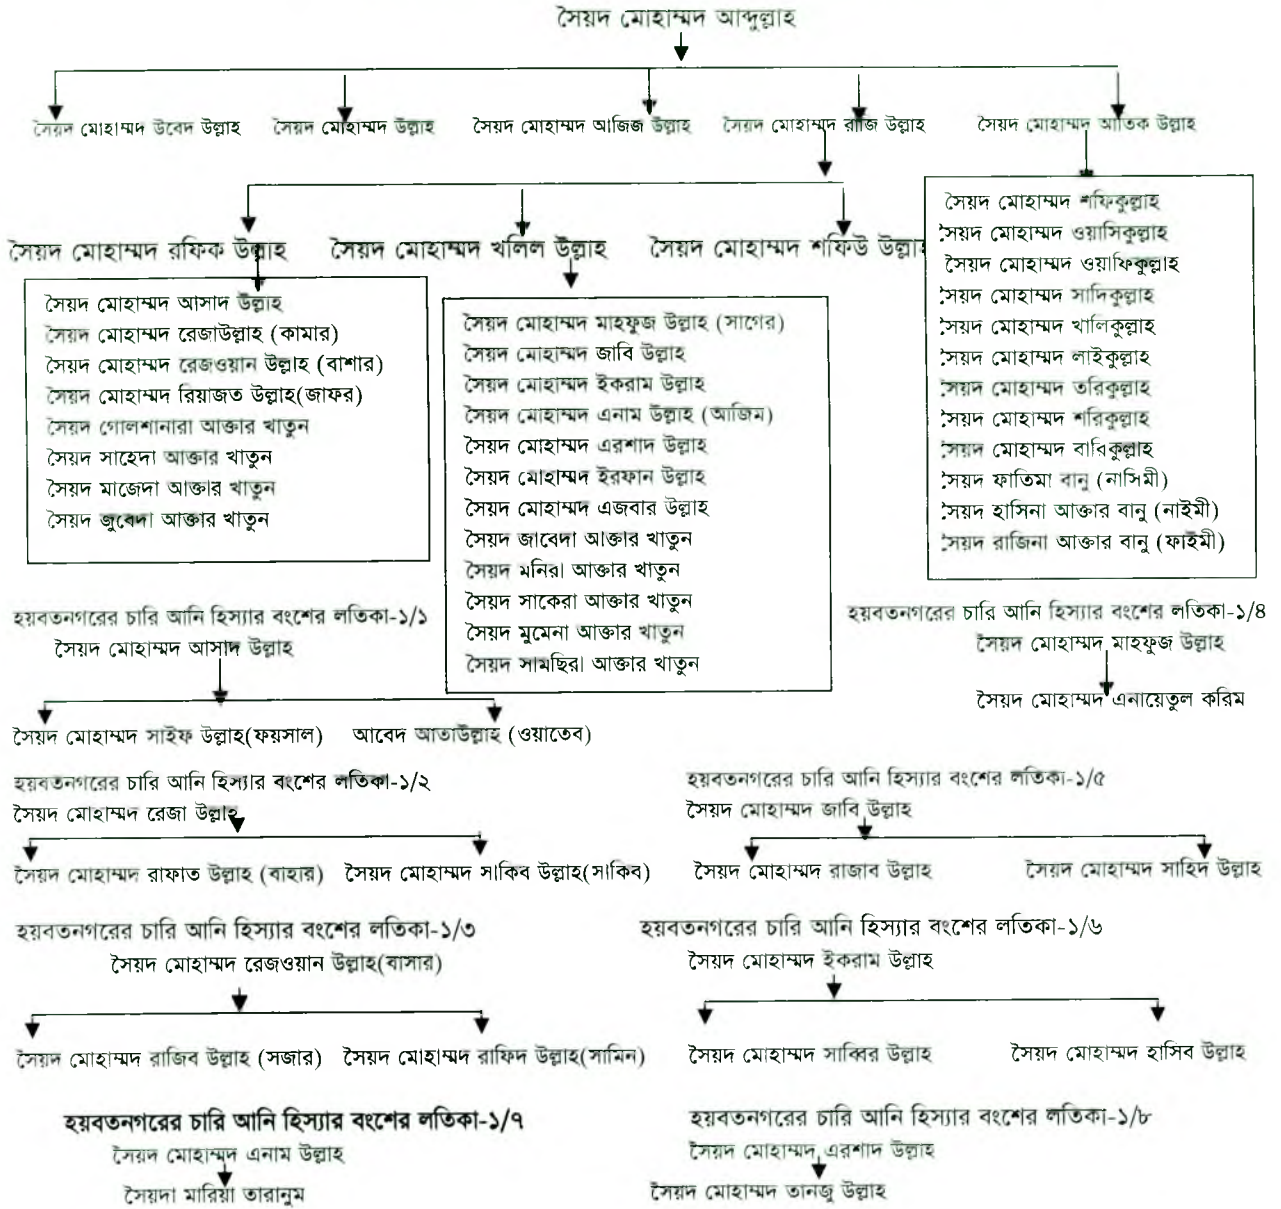 সৈয়দ মোহাম্মদ আব্দুল্লাহ
সৈয়দ মোহাম্মদ উবেদ উল্লাহ
সৈয়দ মোহাম্মদ উল্লাহ
সৈয়দ মোহাম্মদ আজিজ উল্লাহ
সৈয়দ মোহাম্মদ রাজি উল্লাহ
সৈয়দ মোহাম্মদ আতিক উল্লাহ
সৈয়দ মোহাম্মদ রফিক উল্লাহ
সৈয়দ মোহাম্মদ খলিল উল্লাহ
সৈয়দ মোহাম্মদ শফিউ উল্লাহ
সৈয়দ মোহাম্মদ আসাদ উল্লাহ
সৈয়দ মোহাম্মদ রেজাউল্লাহ (কামার)
সৈয়দ মোহাম্মদ রেজওয়ান উল্লাহ (বাশার)
সৈয়দ মোহাম্মদ রিয়াজত উল্লাহ(জাফর)
সৈয়দ গোলশানারা আক্তার খাতুন
সৈয়দ সাহেদা আক্তার খাতুন
সৈয়দ মাজেদা আক্তার খাতুন
সৈয়দ জুবেদা আক্তার খাতুন
সৈয়দ মোহাম্মদ মাহফুজ উল্লাহ (সাগের)
সৈয়দ মোহাম্মদ জাবি উল্লাহ
সৈয়দ মোহাম্মদ ইকরাম উল্লাহ
সৈয়দ মোহাম্মদ এনাম উল্লাহ (আজিম)
সৈয়দ মোহাম্মদ এরশাদ উল্লাহ
সৈয়দ মোহাম্মদ ইরফান উল্লাহ
সৈয়দ মোহাম্মদ এজবার উল্লাহ
সৈয়দ জাবেদা আক্তার খাতুন
সৈয়দ মনিরা আক্তার খাতুন
সৈয়দ সাকেরা আক্তার খাতুন
সৈয়দ মুমেনা আক্তার খাতুন
সৈয়দ সামছিরা আক্তার খাতুন
সৈয়দ মোহাম্মদ শফিকুল্লাহ
সৈয়দ মোহাম্মদ ওয়াসিকুল্লাহ
সৈয়দ মোহাম্মদ ওয়াফিকুল্লাহ
সৈয়দ মোহাম্মদ সাদিকুল্লাহ
সৈয়দ মোহাম্মদ খালিকুল্লাহ
সৈয়দ মোহাম্মদ লাইকুল্লাহ
সৈয়দ মোহাম্মদ তরিকুল্লাহ
সৈয়দ মোহাম্মদ শরিকুল্লাহ
সৈয়দ মোহাম্মদ বারিকুল্লাহ
সৈয়দ ফাতিমা বানু (নাসিমী)
সৈয়দ হাসিনা আক্তার বানু (নাইমী)
সৈয়দ রাজিনা আক্তার বানু (ফাইমী)
হয়বতনগরের চারি আনি হিস্যার বংশের লতিকা-১/১
সৈয়দ মোহাম্মদ আসাদ উল্লাহ
সৈয়দ মোহাম্মদ সাইফ উল্লাহ(ফয়সাল)
আবেদ আতাউল্লাহ (ওয়াতেব)
হয়বতনগরের চারি আনি হিস্যার বংশের লতিকা-১/৪
সৈয়দ মোহাম্মদ মাহফুজ উল্লাহ
সৈয়দ মোহাম্মদ এনায়েতুল করিম
হয়বতনগরের চারি আনি হিস্যার বংশের লতিকা-১/২
সৈয়দ মোহাম্মদ রেজা উল্লাহ
সৈয়দ মোহাম্মদ রাফাত উল্লাহ (বাহার)
সৈয়দ মোহাম্মদ সাকিব উল্লাহ(সাকিব)
হয়বতনগরের চারি আনি হিস্যার বংশের লতিকা-১/৫
সৈয়দ মোহাম্মদ জাবি উল্লাহ
সৈয়দ মোহাম্মদ রাজাব উল্লাহ
সৈয়দ মোহাম্মদ সাহিদ উল্লাহ
হয়বতনগরের চারি আনি হিস্যার বংশের লতিকা-১/৩
সৈয়দ মোহাম্মদ রেজওয়ান উল্লাহ(বাসার)
সৈয়দ মোহাম্মদ রাজিব উল্লাহ (সজার)
সৈয়দ মোহাম্মদ রাফিদ উল্লাহ(সামিন)
হয়বতনগরের চারি আনি হিস্যার বংশের লতিকা-১/৬
সৈয়দ মোহাম্মদ ইকরাম উল্লাহ
সৈয়দ মোহাম্মদ সাব্বির উল্লাহ
সৈয়দ মোহাম্মদ হাসিব উল্লাহ
হয়বতনগরের চারি আনি হিস্যার বংশের লতিকা-১/৭
সৈয়দ মোহাম্মদ এনাম উল্লাহ
সৈয়দা মারিয়া তারানুম
হয়বতনগরের চারি আনি হিস্যার বংশের লতিকা-১/৮
সৈয়দ মোহাম্মদ এরশাদ উল্লাহ
সৈয়দ মোহাম্মদ তানজু উল্লাহ